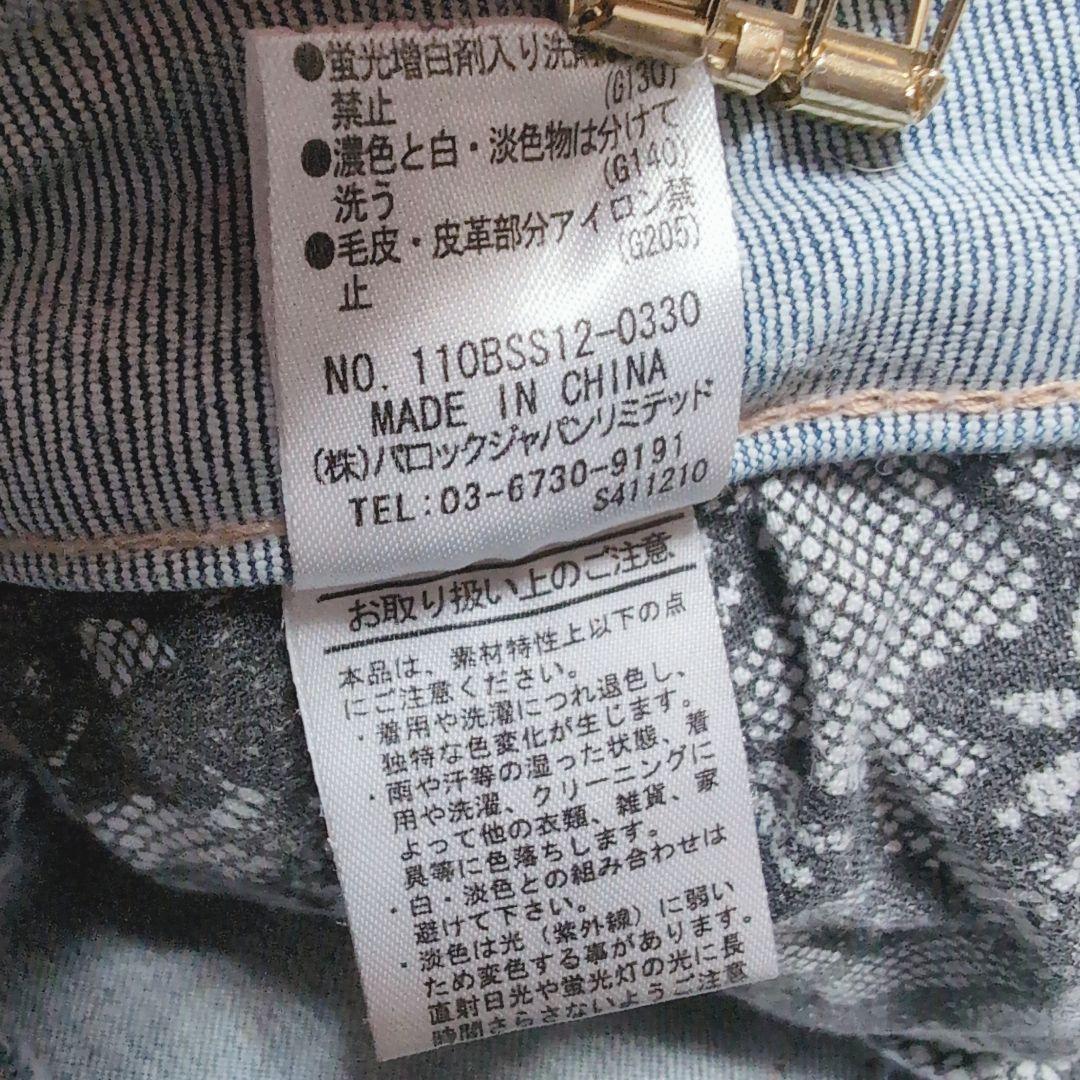 ●蛍光増白剤入り洗
禁止 (G130)
●濃色と白・淡色物は分けて
洗う (G140)
●毛皮・皮革部分アイロン禁
止 (G205)
NO. 110BSS12-0330
MADE IN CHINA
(株)バロックジャパンリミテッド
TEL:03-6730-9191
S411210
お取り扱い上のご注意
本品は、素材特性上以下の点
にご注意ください。
・着用や洗濯につれ退色し、
独特な色変化が生じます。
・雨や汗等の湿った状態、着
用や洗濯、クリーニングに
よって他の衣類、雑貨、家
具等に色落ちします。
・白・淡色との組み合わせは
避けて下さい。
・淡色は光(紫外線)に弱い
ため変色する事があります。
直射日光や蛍光灯の光に長
時間さらさないようご注意